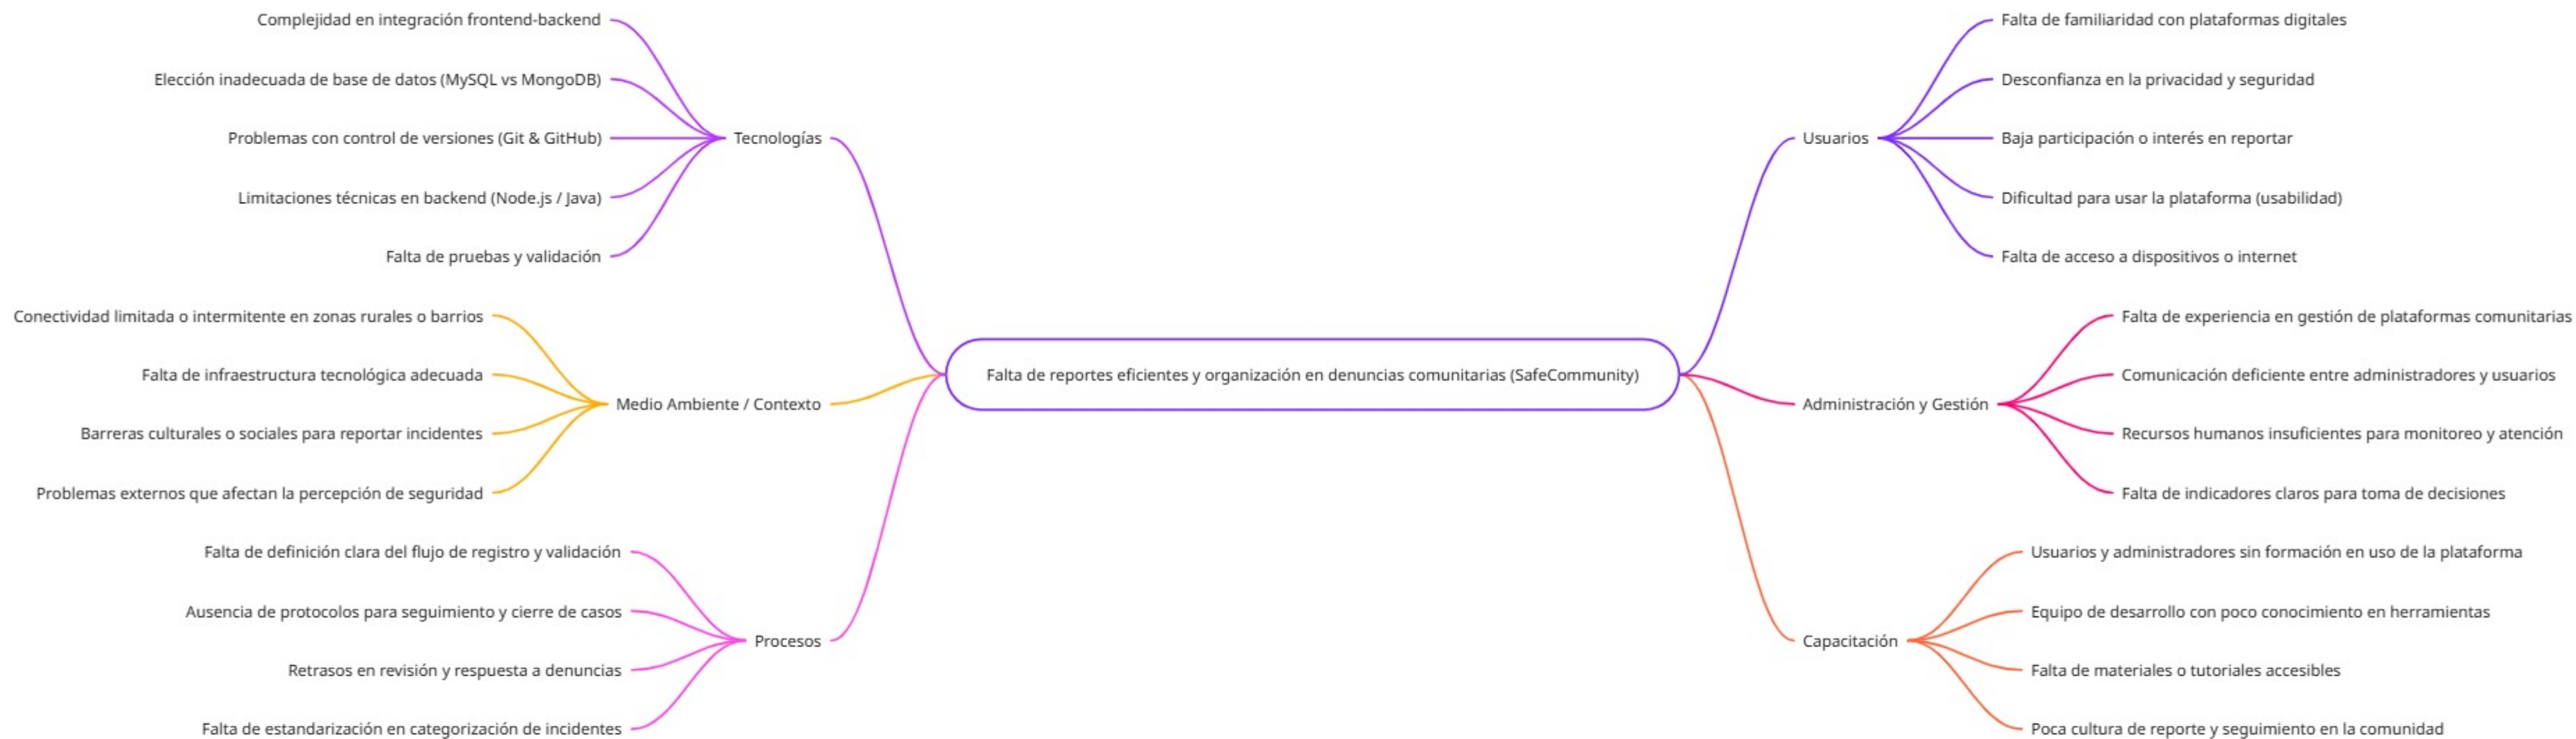 Complejidad en integración frontend-backend
Elección inadecuada de base de datos (MySQL vs MongoDB)
Problemas con control de versiones (Git & GitHub)
Limitaciones técnicas en backend (Node.js / Java)
Falta de pruebas y validación
Tecnologías
Conectividad limitada o intermitente en zonas rurales o barrios
Falta de infraestructura tecnológica adecuada
Barreras culturales o sociales para reportar incidentes
Problemas externos que afectan la percepción de seguridad
Medio Ambiente / Contexto
Falta de definición clara del flujo de registro y validación
Ausencia de protocolos para seguimiento y cierre de casos
Retrasos en revisión y respuesta a denuncias
Falta de estandarización en categorización de incidentes
Procesos
Falta de reportes eficientes y organización en denuncias comunitarias (SafeCommunity)
Usuarios
Falta de familiaridad con plataformas digitales
Desconfianza en la privacidad y seguridad
Baja participación o interés en reportar
Dificultad para usar la plataforma (usabilidad)
Falta de acceso a dispositivos o internet
Administración y Gestión
Falta de experiencia en gestión de plataformas comunitarias
Comunicación deficiente entre administradores y usuarios
Recursos humanos insuficientes para monitoreo y atención
Falta de indicadores claros para toma de decisiones
Capacitación
Usuarios y administradores sin formación en uso de la plataforma
Equipo de desarrollo con poco conocimiento en herramientas
Falta de materiales o tutoriales accesibles
Poca cultura de reporte y seguimiento en la comunidad